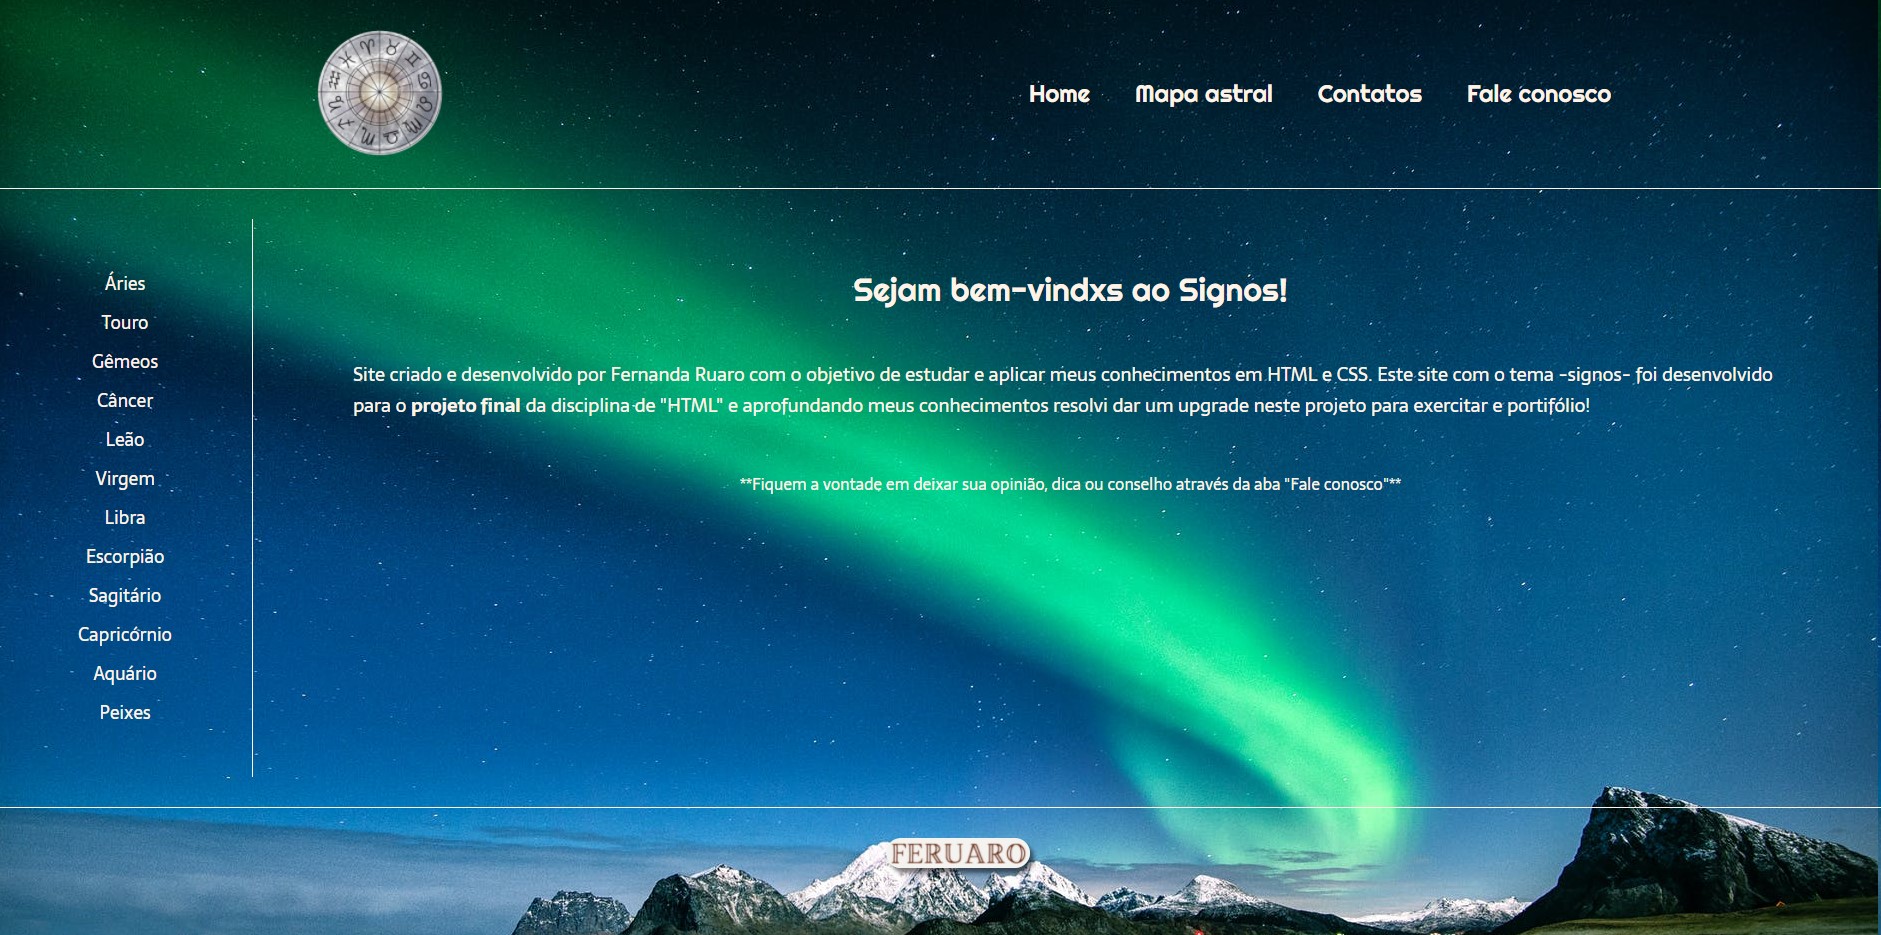 Home Mapa astral Contatos Fale conosco
Áries
Touro
Gêmeos
Câncer
Leão
Virgem
Libra
Escorpião
Sagitário
Capricórnio
Aquário
Peixes
Sejam bem-vindxs ao Signos!
Site criado e desenvolvido por Fernanda Ruaro com o objetivo de estudar e aplicar meus conhecimentos em HTML e CSS. Este site com o tema -signos- foi desenvolvido
para o projeto final da disciplina de "HTML" e aprofundando meus conhecimentos resolvi dar um upgrade neste projeto para exercitar e portifólio!
**Fiquem a vontade em deixar sua opinião, dica ou conselho através da aba "Fale conosco"**
FERUARO